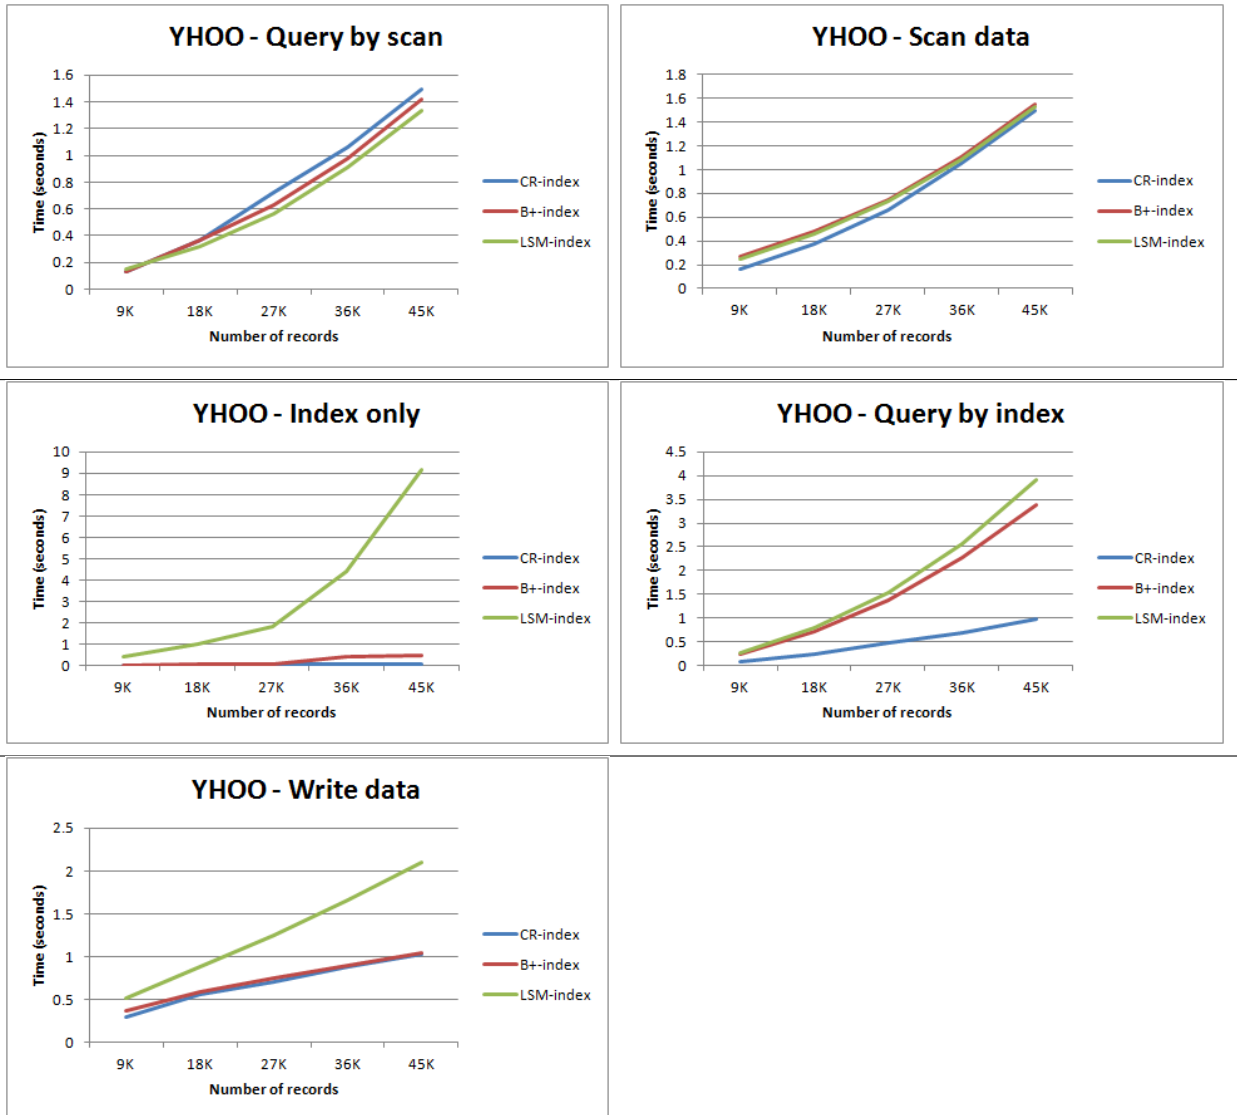 YHOO - Query by scan
1.6
1.4
1.2
1
0.8
0.6
0.4
0.2
0
Time (seconds)
9K 18K 27K 36K 45K
Number of records
CR-index
B+-index
LSM-index
YHOO - Scan data
1.8
1.6
1.4
1.2
1
0.8
0.6
0.4
0.2
0
Time (seconds)
9K 18K 27K 36K 45K
Number of records
CR-index
B+-index
LSM-index
YHOO - Index only
10
9
8
7
6
5
4
3
2
1
0
Time (seconds)
9K 18K 27K 36K 45K
Number of records
CR-index
B+-index
LSM-index
YHOO - Query by index
4.5
4
3.5
3
2.5
2
1.5
1
0.5
0
Time (seconds)
9K 18K 27K 36K 45K
Number of records
CR-index
B+-index
LSM-index
YHOO - Write data
2.5
2
1.5
1
0.5
0
Time (seconds)
9K 18K 27K 36K 45K
Number of records
CR-index
B+-index
LSM-index